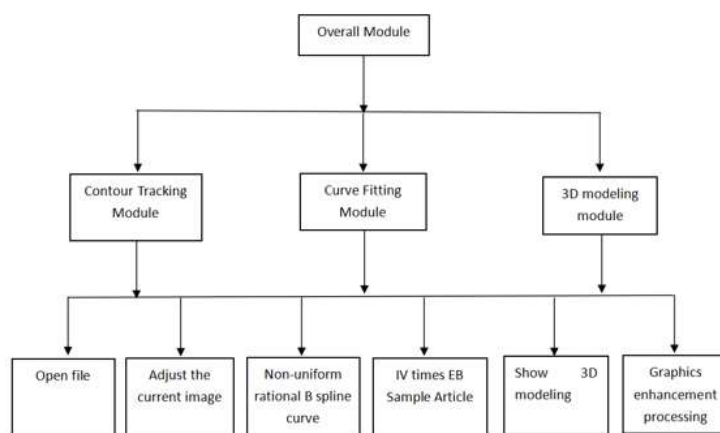 Overall Module
Contour Tracking
Module
Curve Fitting
Module
3D modeling
module
Open file
Adjust the
current image
Non-uniform
rational B spline
curve
IV times EB
Sample Article
Show 3D
modeling
Graphics
enhancement
processing